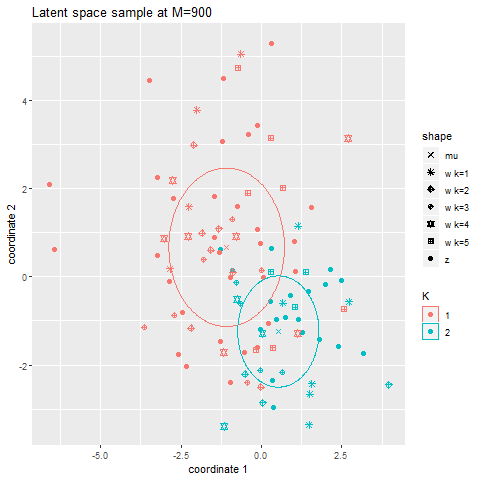 Latent space sample at M=900
coordinate 2
4
2
0
-2
-5.0
-2.5
0.0
2.5
coordinate 1
shape
mu
w k=1
w k=2
w k=3
w k=4
w k=5
z
K
1
2